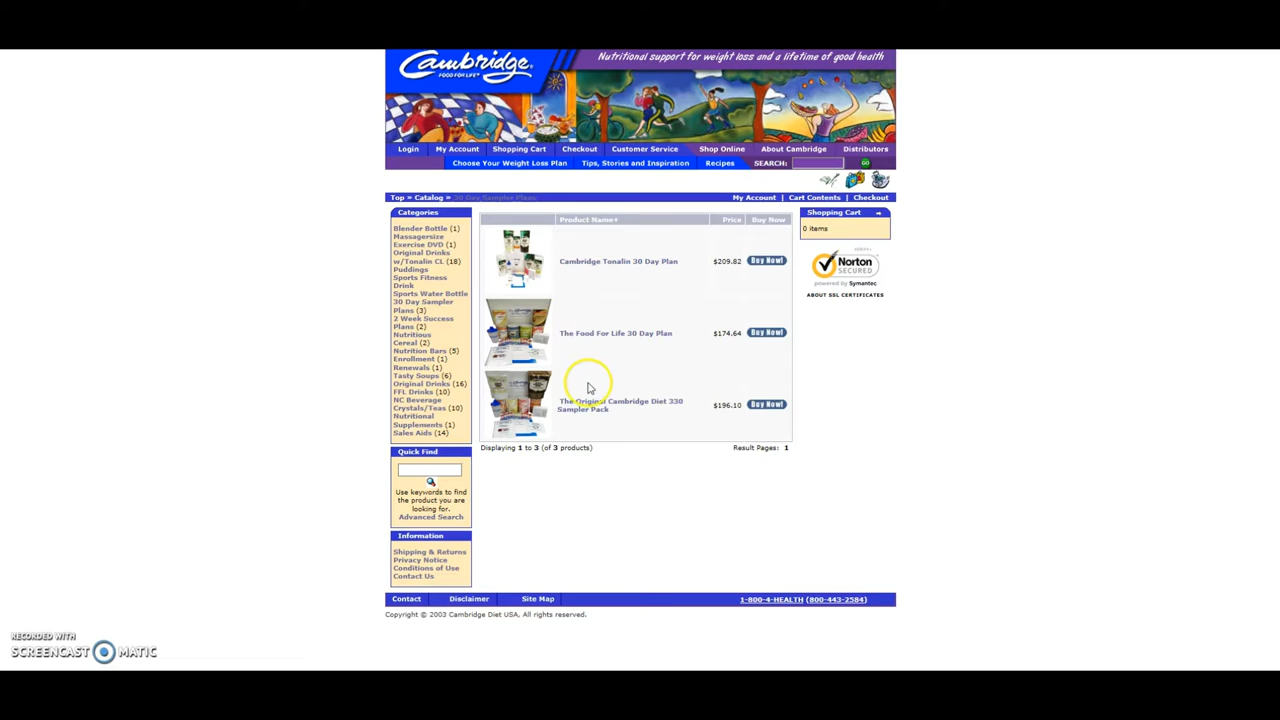 Cambridge®
FOOD FOR LIFE®
Nutritional support for weight loss and a lifetime of good health
Login My Account Shopping Cart Checkout Customer Service Shop Online About Cambridge Distributors
Choose Your Weight Loss Plan Tips, Stories and Inspiration Recipes SEARCH: GO
Top » Catalog » 30 Day Sampler Plans My Account | Cart Contents | Checkout
Categories
Blender Bottle (1)
Massagersize
Exercise DVD (1)
Original Drinks
w/Tonalin CL (18)
Puddings
Sports Fitness
Drink
Sports Water Bottle
30 Day Sampler
Plans (3)
2 Week Success
Plans (2)
Nutritious
Cereal (2)
Nutrition Bars (5)
Enrollment (1)
Renewals (1)
Tasty Soups (6)
Original Drinks (16)
FFL Drinks (10)
NC Beverage
Crystals/Teas (10)
Nutritional
Supplements (1)
Sales Aids (14)
Quick Find
Use keywords to find
the product you are
looking for.
Advanced Search
Information
Shipping & Returns
Privacy Notice
Conditions of Use
Contact Us
Product Name+ Price Buy Now
Cambridge Tonalin 30 Day Plan $209.82 Buy Now!
The Food For Life 30 Day Plan $174.64 Buy Now!
The Original Cambridge Diet 330
Sampler Pack $196.10 Buy Now!
Displaying 1 to 3 (of 3 products) Result Pages: 1
Shopping Cart
0 items
Norton
SECURED
powered by Symantec
ABOUT SSL CERTIFICATES
Contact Disclaimer Site Map 1-800-4-HEALTH (800-443-2584)
Copyright © 2003 Cambridge Diet USA, All rights reserved.
RECORDED WITH
SCREENCAST MATIC